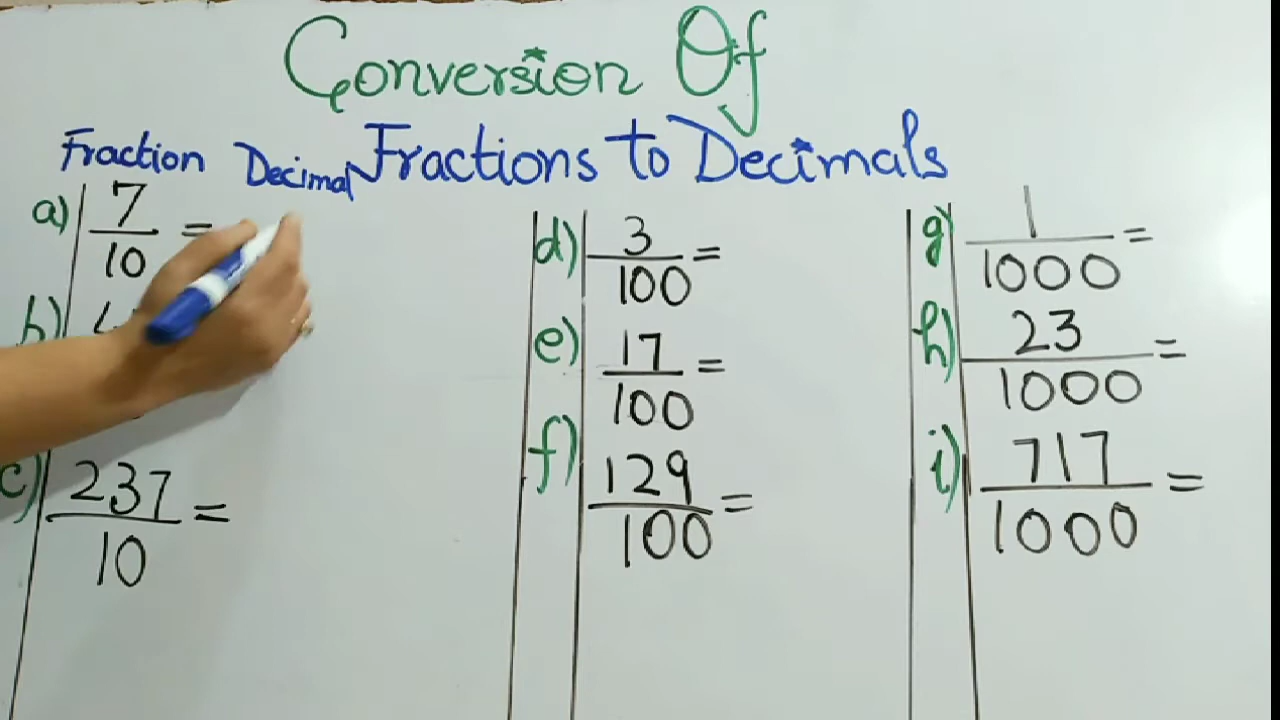 Conversion Of
Fractions to Decimals
Fraction Decimal
a) 7/10 =
b)
c) 237/10 =
d) 3/100 =
e) 17/100 =
f) 129/100 =
g) 1/1000 =
h) 23/1000 =
i) 717/1000 =